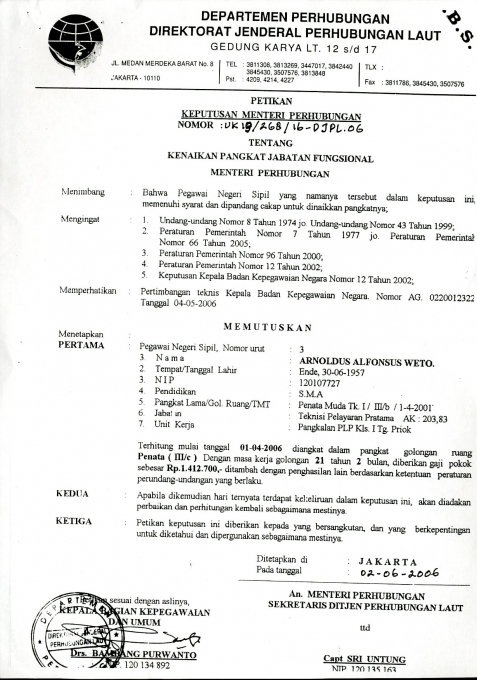 .B.S.
DEPARTEMEN PERHUBUNGAN
DIREKTORAT JENDERAL PERHUBUNGAN LAUT
GEDUNG KARYA LT. 12 s/d 17
JL. MEDAN MERDEKA BARAT No. 8
JAKARTA - 10110
TEL : 3811308, 3813269, 3447017, 3842440
3845430, 3507576, 3813848
Pst. : 4209, 4214, 4227
TLX :
Fax : 3811786, 3845430, 3507576
PETIKAN
KEPUTUSAN MENTERI PERHUBUNGAN
NOMOR : UK 18/268/16-DJPL.06
TENTANG
KENAIKAN PANGKAT JABATAN FUNGSIONAL
MENTERI PERHUBUNGAN
Menimbang : Bahwa Pegawai Negeri Sipil yang namanya tersebut dalam keputusan ini,
memenuhi syarat dan dipandang cakap untuk dinaikkan pangkatnya;
Mengingat : 1. Undang-undang Nomor 8 Tahun 1974 jo. Undang-undang Nomor 43 Tahun 1999;
2. Peraturan Pemerintah Nomor 7 Tahun 1977 jo. Peraturan Pemerintah
Nomor 66 Tahun 2005;
3. Peraturan Pemerintah Nomor 96 Tahun 2000;
4. Peraturan Pemerintah Nomor 12 Tahun 2002;
5. Keputusan Kepala Badan Kepegawaian Negara Nomor 12 Tahun 2002;
Memperhatikan : Pertimbangan teknis Kepala Badan Kepegawaian Negara. Nomor AG. 0220012322
Tanggal 04-05-2006
M E M U T U S K A N
Menetapkan :
PERTAMA : Pegawai Negeri Sipil, Nomor urut : 3
3. N a m a : ARNOLDUS ALFONSUS WETO.
2. Tempat/Tanggal Lahir : Ende, 30-06-1957
3. N I P : 120107727
4. Pendidikan : S.M.A
5. Pangkat Lama/Gol. Ruang/TMT : Penata Muda Tk. I / III/b / 1-4-2001
6. Jabatan : Teknisi Pelayaran Pratama AK : 203,83
7. Unit Kerja : Pangkalan PLP Kls. I Tg. Priok
Terhitung mulai tanggal 01-04-2006 diangkat dalam pangkat golongan ruang
Penata ( III/c ) Dengan masa kerja golongan 21 tahun 2 bulan, diberikan gaji pokok
sebesar Rp.1.412.700,- ditambah dengan penghasilan lain berdasarkan ketentuan peraturan
perundang-undangan yang berlaku.
KEDUA : Apabila dikemudian hari ternyata terdapat kekeliruan dalam keputusan ini, akan diadakan
perbaikan dan perhitungan kembali sebagaimana mestinya.
KETIGA : Petikan keputusan ini diberikan kepada yang bersangkutan, dan yang berkepentingan
untuk diketahui dan dipergunakan sebagaimana mestinya.
Ditetapkan di : J A K A R T A
Pada tanggal : 02-06-2006
An. MENTERI PERHUBUNGAN
SEKRETARIS DITJEN PERHUBUNGAN LAUT
ttd
Capt SRI UNTUNG
NIP. 120 135 163
sesuai dengan aslinya,
KEPALA BAGIAN KEPEGAWAIAN
DAN UMUM
Drs. BAMBANG PURWANTO
120 134 892
DEPARTEMEN
DIREKTORAT JENDERAL
PERHUBUNGAN LAUT